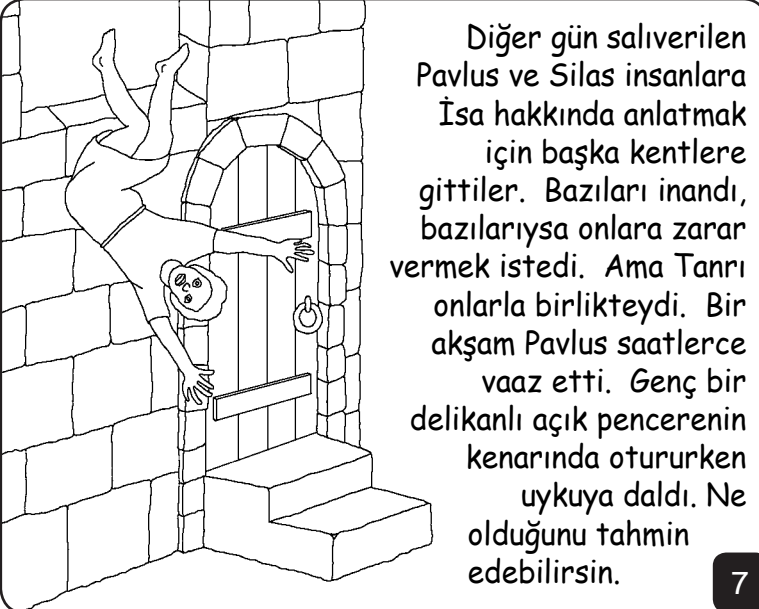 Diğer gün salıverilen
Pavlus ve Silas insanlara
İsa hakkında anlatmak
için başka kentlere
gittiler.  Bazıları inandı,
bazılarıysa onlara zarar
vermek istedi.  Ama Tanrı
onlarla birlikteydi.  Bir
akşam Pavlus saatlerce
vaaz etti.  Genç bir
delikanlı açık pencerenin
kenarında otururken
uykuya daldı. Ne
olduğunu tahmin
edebilirsin.
7